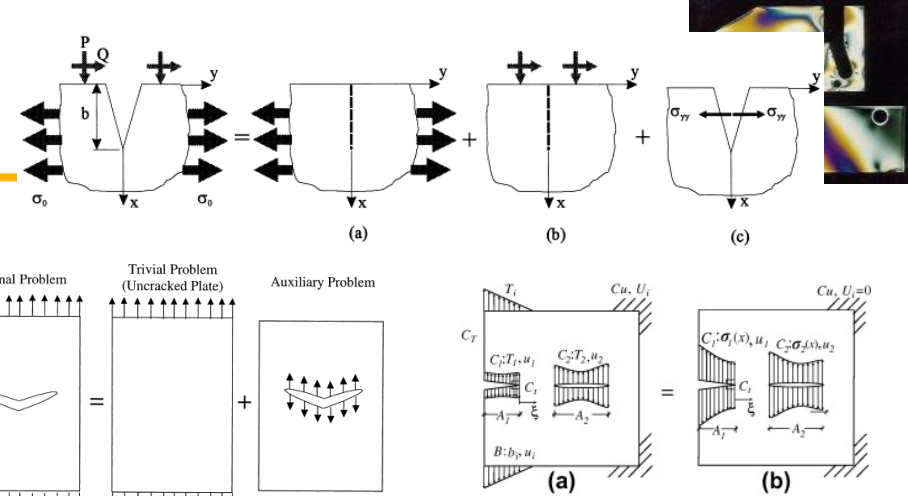 P
Q
y
b
σ₀
σ₀
x
=
y
x
(a)
+
y
x
(b)
+
y
σyy
σyy
x
(c)
nal Problem
=
Trivial Problem
(Uncracked Plate)
+
Auxiliary Problem
Tᵢ
Cu, Uᵢ
C_T
C₁:T₁, u₁
C₂:T₂, u₂
Cₜ
ξ
A₁
A₂
B:bᵢ, uᵢ
(a)
=
Cu, Uᵢ=0
C₁:σ₁(x), u₁
C₂:σ₂(x), u₂
Cₜ
ξ
A₁
A₂
(b)